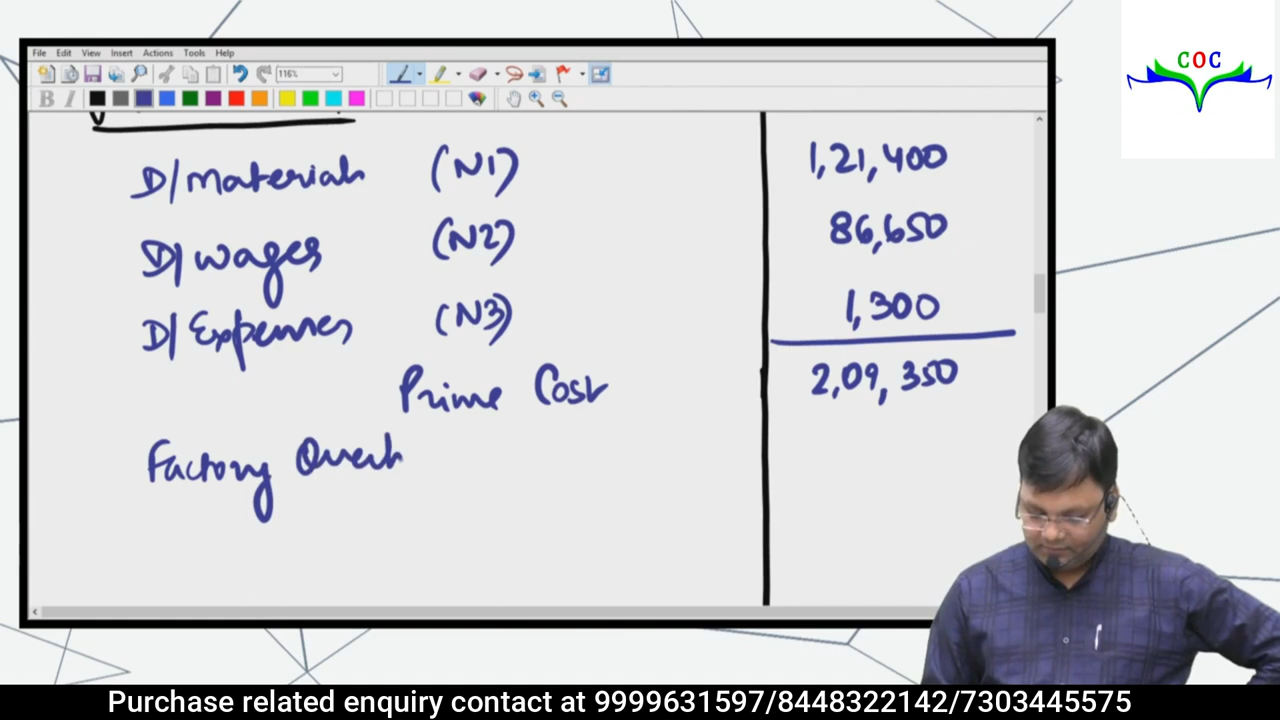 COC
File Edit View Insert Actions Tools Help
116%
B I
D/Materials (N1) 1,21,400
D/wages (N2) 86,650
D/Expenses (N3) 1,300
Prime Cost 2,09,350
Factory Overh
Purchase related enquiry contact at 9999631597/8448322142/7303445575